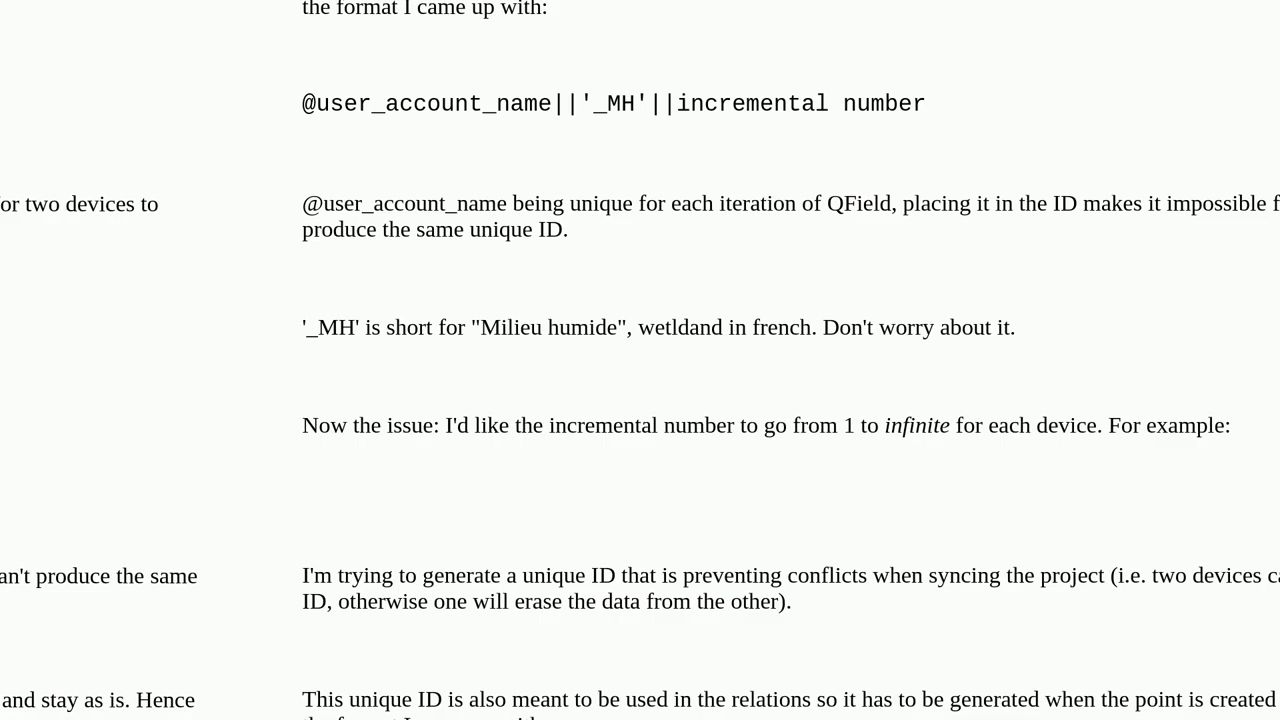 the format I came up with:
@user_account_name||'_MH'||incremental number
or two devices to
@user_account_name being unique for each iteration of QField, placing it in the ID makes it impossible f
produce the same unique ID.
'_MH' is short for "Milieu humide", wetldand in french. Don't worry about it.
Now the issue: I'd like the incremental number to go from 1 to infinite for each device. For example:
an't produce the same
I'm trying to generate a unique ID that is preventing conflicts when syncing the project (i.e. two devices ca
ID, otherwise one will erase the data from the other).
and stay as is. Hence
This unique ID is also meant to be used in the relations so it has to be generated when the point is created